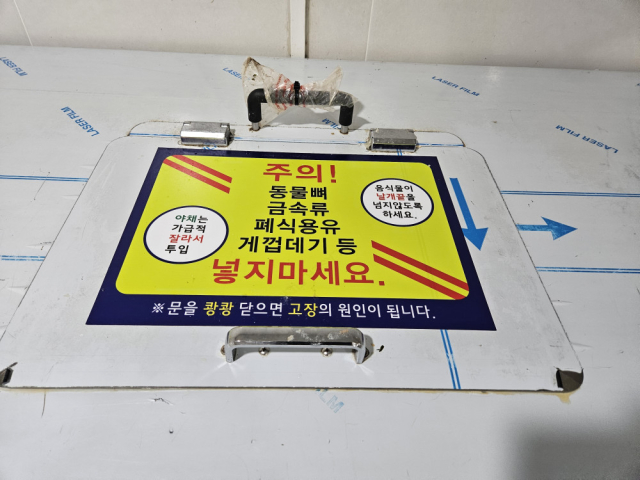 LASER FILM
LASER FILM
LASER FILM
LASER FILM
주의!
동물뼈
금속류
폐식용유
게껍데기 등
넣지마세요.
야채는
가급적
잘라서
투입
음식물이
날개끝을
넘지않도록
하세요.
※문을 쾅쾅 닫으면 고장의 원인이 됩니다.